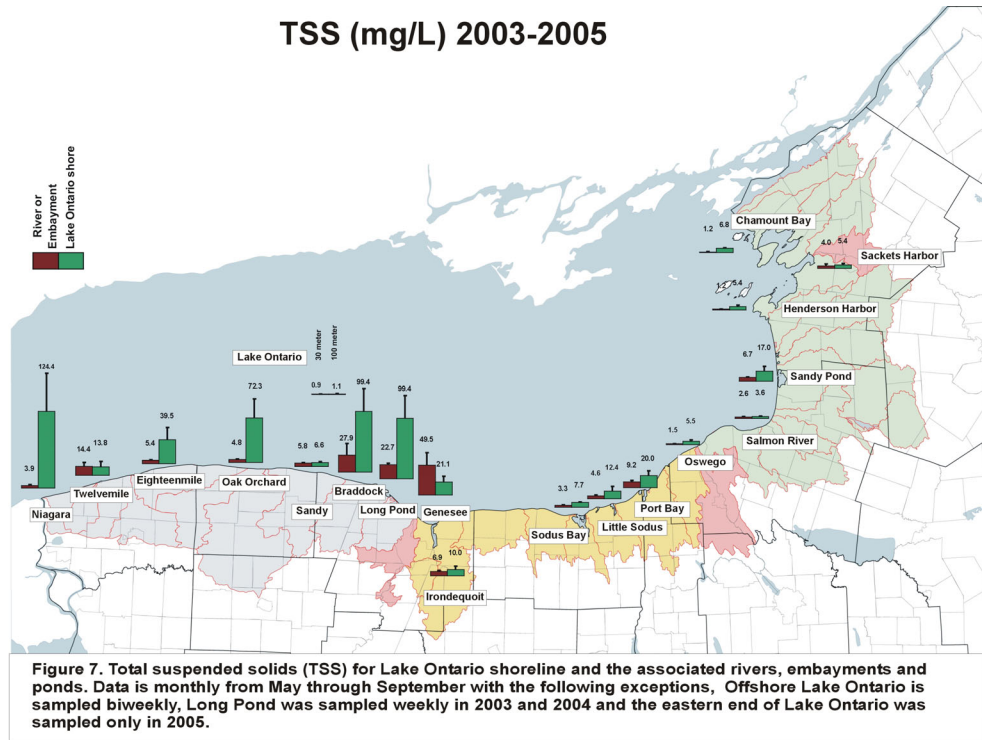 TSS (mg/L) 2003-2005
River or
Embayment
Lake Ontario shore
Chamount Bay
1.2 6.8
4.0 5.4
Sackets Harbor
1.2 5.4
Henderson Harbor
Lake Ontario
30 meter
100 meter
0.9 1.1
6.7 17.0
Sandy Pond
2.6 3.6
Salmon River
124.4
3.9
Niagara
14.4 13.8
Twelvemile
39.5
5.4
Eighteenmile
72.3
4.8
Oak Orchard
5.8 6.6
Sandy
99.4
27.9
Braddock
99.4
22.7
Long Pond
49.5
21.1
Genesee
6.9 10.0
Irondequoit
3.3 7.7
Sodus Bay
4.6 12.4
Little Sodus
9.2 20.0
Port Bay
1.5 5.5
Oswego
Figure 7. Total suspended solids (TSS) for Lake Ontario shoreline and the associated rivers, embayments and
ponds. Data is monthly from May through September with the following exceptions, Offshore Lake Ontario is
sampled biweekly, Long Pond was sampled weekly in 2003 and 2004 and the eastern end of Lake Ontario was
sampled only in 2005.